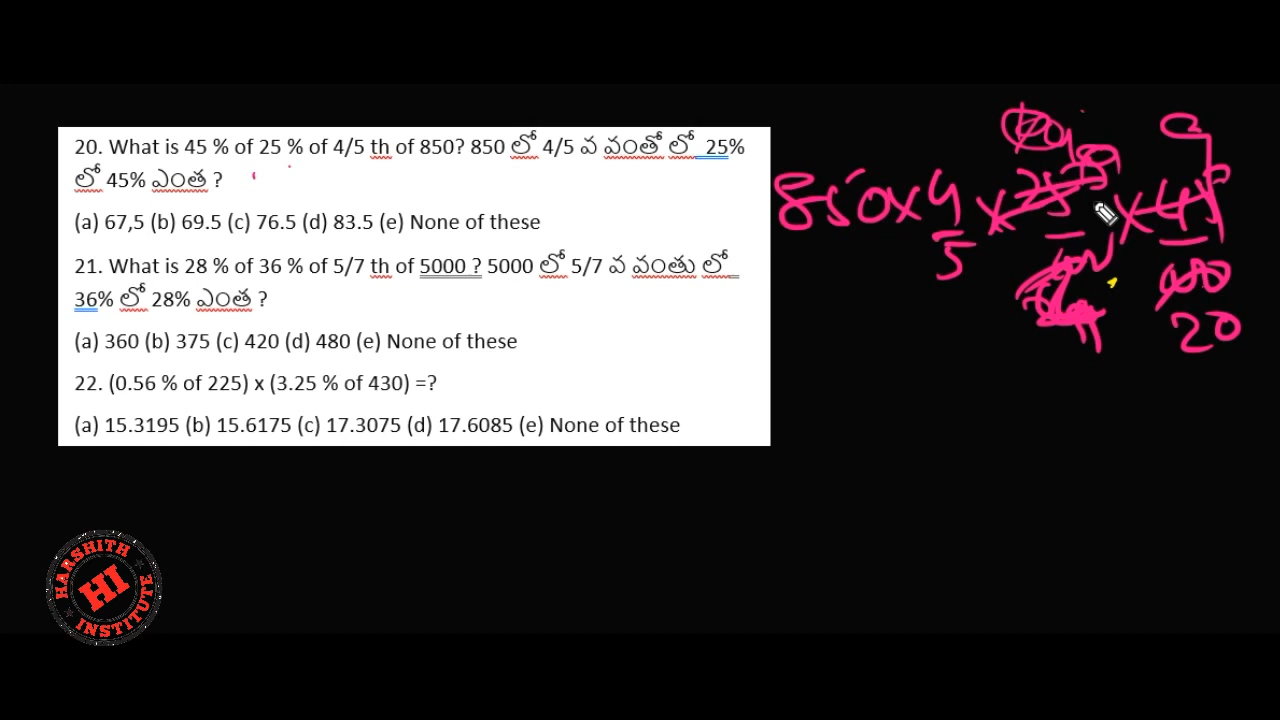 20. What is 45 % of 25 % of 4/5 th of 850? 850 లో 4/5 వ వంతో లో 25%
లో 45% ఎంత ?
(a) 67,5 (b) 69.5 (c) 76.5 (d) 83.5 (e) None of these
21. What is 28 % of 36 % of 5/7 th of 5000 ? 5000 లో 5/7 వ వంతు లో
36% లో 28% ఎంత ?
(a) 360 (b) 375 (c) 420 (d) 480 (e) None of these
22. (0.56 % of 225) x (3.25 % of 430) =?
(a) 15.3195 (b) 15.6175 (c) 17.3075 (d) 17.6085 (e) None of these
850 x 4 x 25 x 45
5 100
20
HARSHITH
HI
INSTITUTE